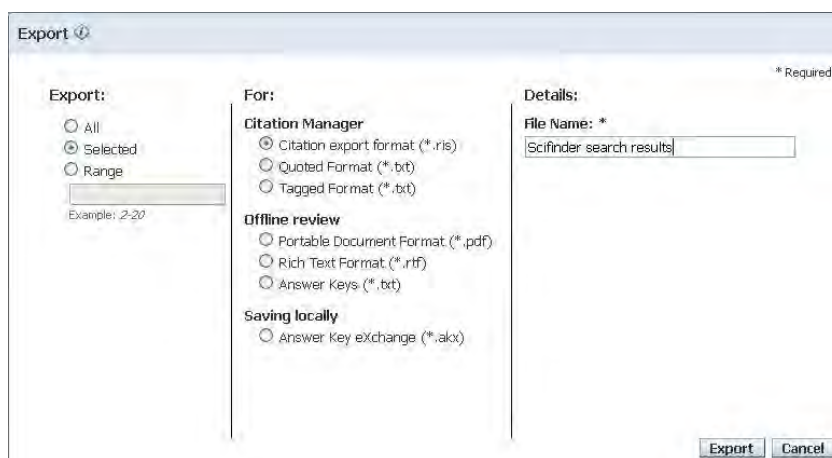 Export
* Required
Export:
All
Selected
Range
Example: 2-20
For:
Citation Manager
Citation export format (*.ris)
Quoted Format (*.txt)
Tagged Format (*.txt)
Offline review
Portable Document Format (*.pdf)
Rich Text Format (*.rtf)
Answer Keys (*.txt)
Saving locally
Answer Key eXchange (*.akx)
Details:
File Name: *
Scifinder search results
Export Cancel